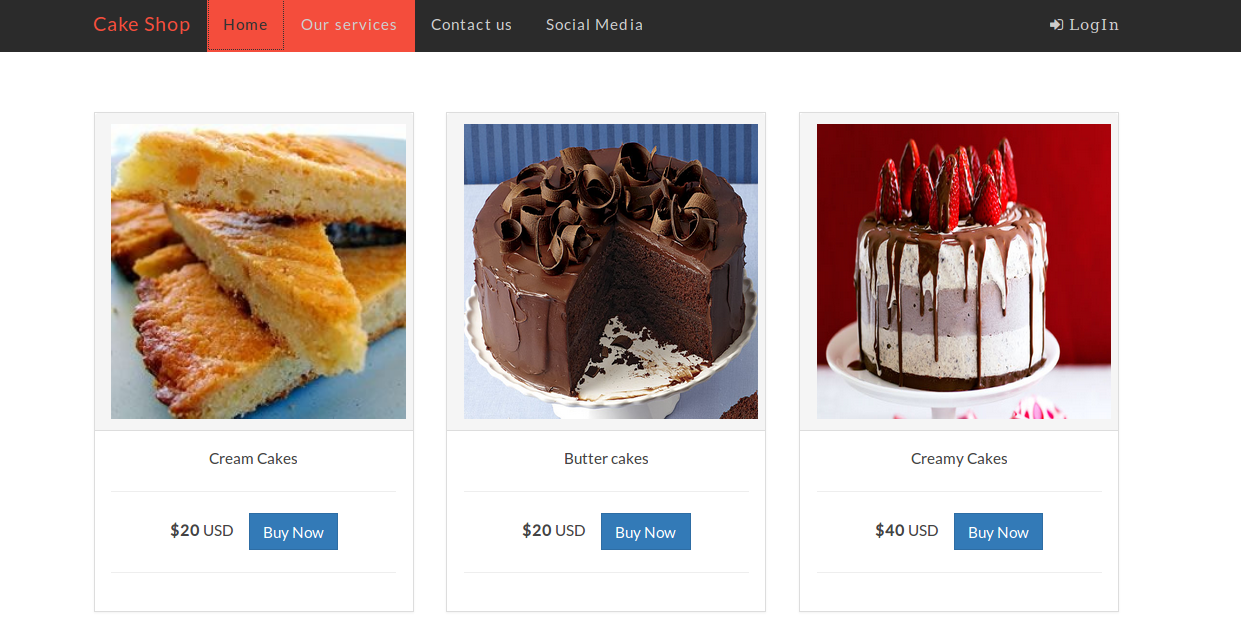 Cake Shop Home Our services Contact us Social Media LogIn
Cream Cakes Butter cakes Creamy Cakes
$20 USD Buy Now $20 USD Buy Now $40 USD Buy Now